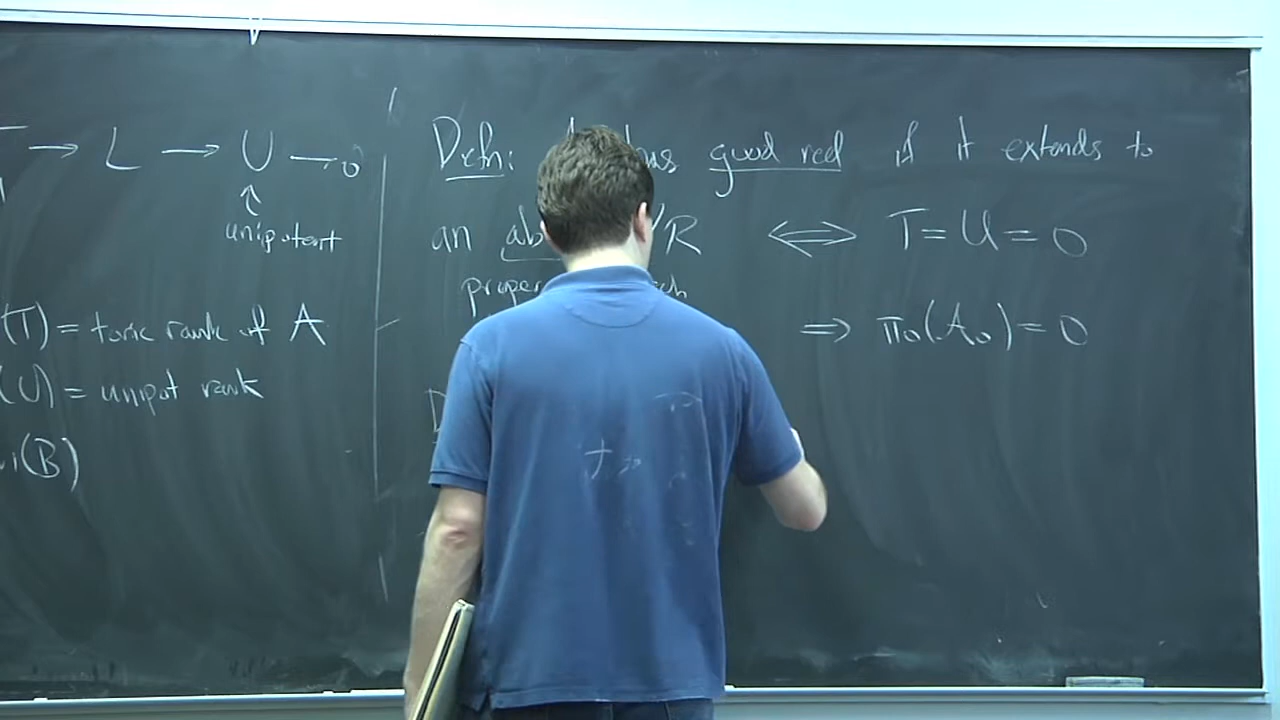 → L → U → 0
↑
unipotent
(T) = toric rank of A
(U) = unipot rank
(B)
Defn: has good red if it extends to
an ab /R ⟺ T = U = 0
proper
⟹ π₀(A₀) = 0